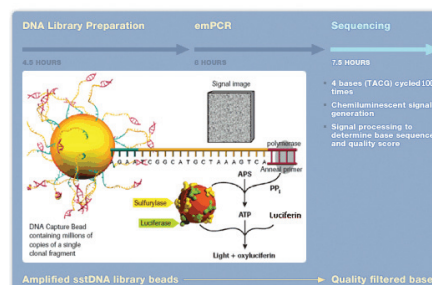 DNA Library Preparation
emPCR
Sequencing
4.5 HOURS
8 HOURS
7.5 HOURS
4 bases (TACG) cycled 100
times
Chemiluminescent signal
generation
Signal processing to
determine base sequence
and quality score
Signal image
polymerase
Anneal primer
APS
PPi
Sulfurylase
Luciferase
ATP
Luciferin
Light + oxyluciferin
DNA Capture Bead
containing millions of
copies of a single
clonal fragment
Amplified sstDNA library beads
Quality filtered base